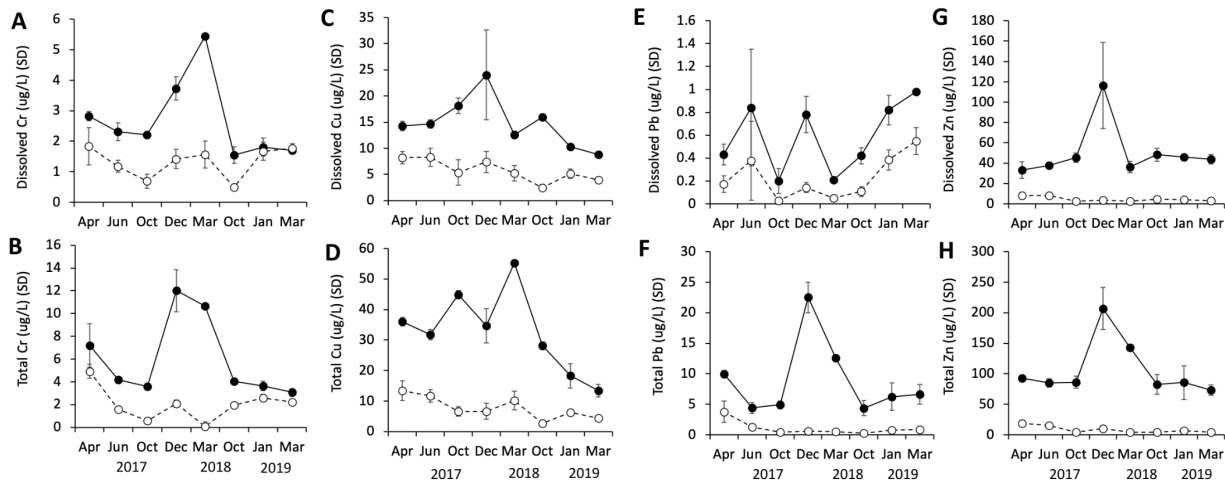 A
Dissolved Cr (ug/L) (SD)
6
5
4
3
2
1
0
Apr Jun Oct Dec Mar Oct Jan Mar
B
Total Cr (ug/L) (SD)
16
14
12
10
8
6
4
2
0
Apr Jun Oct Dec Mar Oct Jan Mar
2017 2018 2019
C
Dissolved Cu (ug/L) (SD)
35
30
25
20
15
10
5
0
Apr Jun Oct Dec Mar Oct Jan Mar
D
Total Cu (ug/L) (SD)
60
50
40
30
20
10
0
Apr Jun Oct Dec Mar Oct Jan Mar
2017 2018 2019
E
Dissolved Pb (ug/L) (SD)
1.6
1.4
1.2
1
0.8
0.6
0.4
0.2
0
Apr Jun Oct Dec Mar Oct Jan Mar
F
Total Pb (ug/L) (SD)
30
25
20
15
10
5
0
Apr Jun Oct Dec Mar Oct Jan Mar
2017 2018 2019
G
Dissolved Zn (ug/L) (SD)
180
160
140
120
100
80
60
40
20
0
Apr Jun Oct Dec Mar Oct Jan Mar
H
Total Zn (ug/L) (SD)
300
250
200
150
100
50
0
Apr Jun Oct Dec Mar Oct Jan Mar
2017 2018 2019